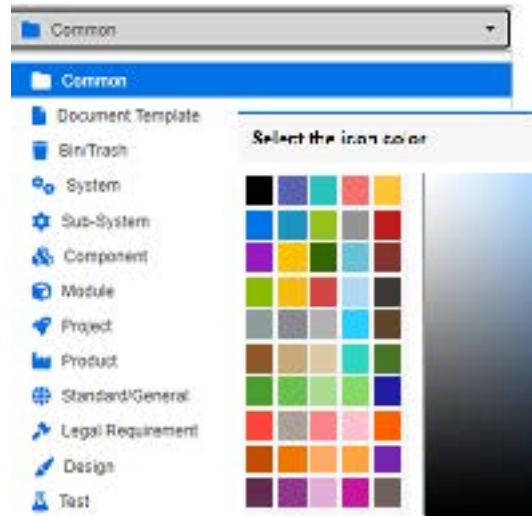 Common
Common
Document Template
Bin/Trash
Select the icon color
System
Sub-System
Component
Module
Project
Product
Standard/General
Legal Requirement
Design
Test